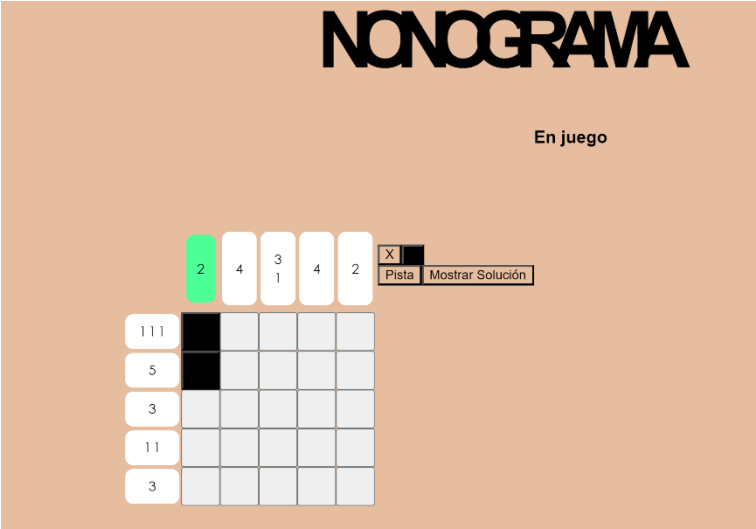 NONOGRAMA
En juego
2 4 3 4 2
1
X
Pista Mostrar Solución
1 1 1
5
3
1 1
3